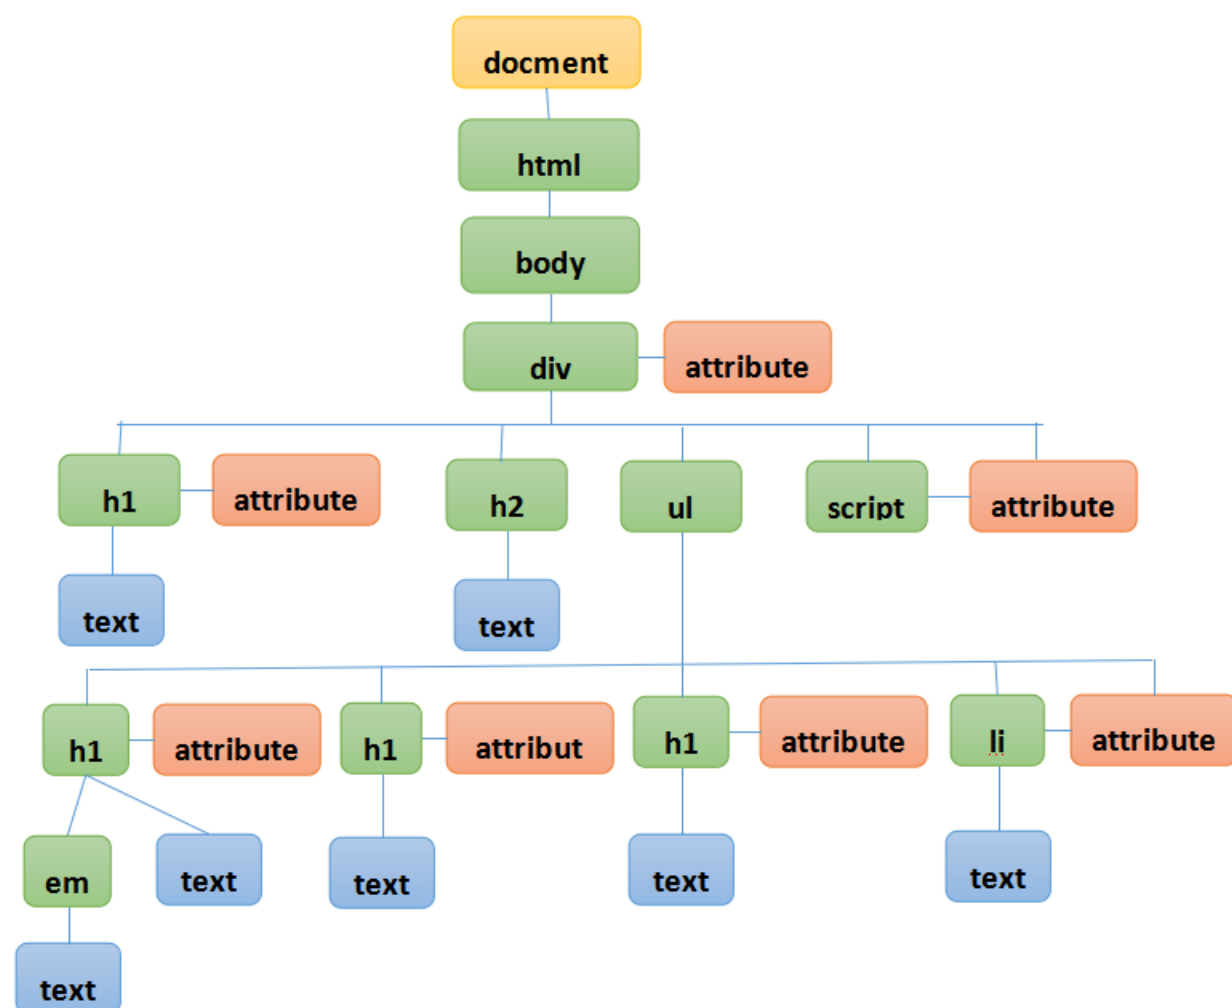 docment
html
body
div
attribute
h1
attribute
h2
ul
script
attribute
text
text
h1
attribute
h1
attribut
h1
attribute
li
attribute
em
text
text
text
text
text